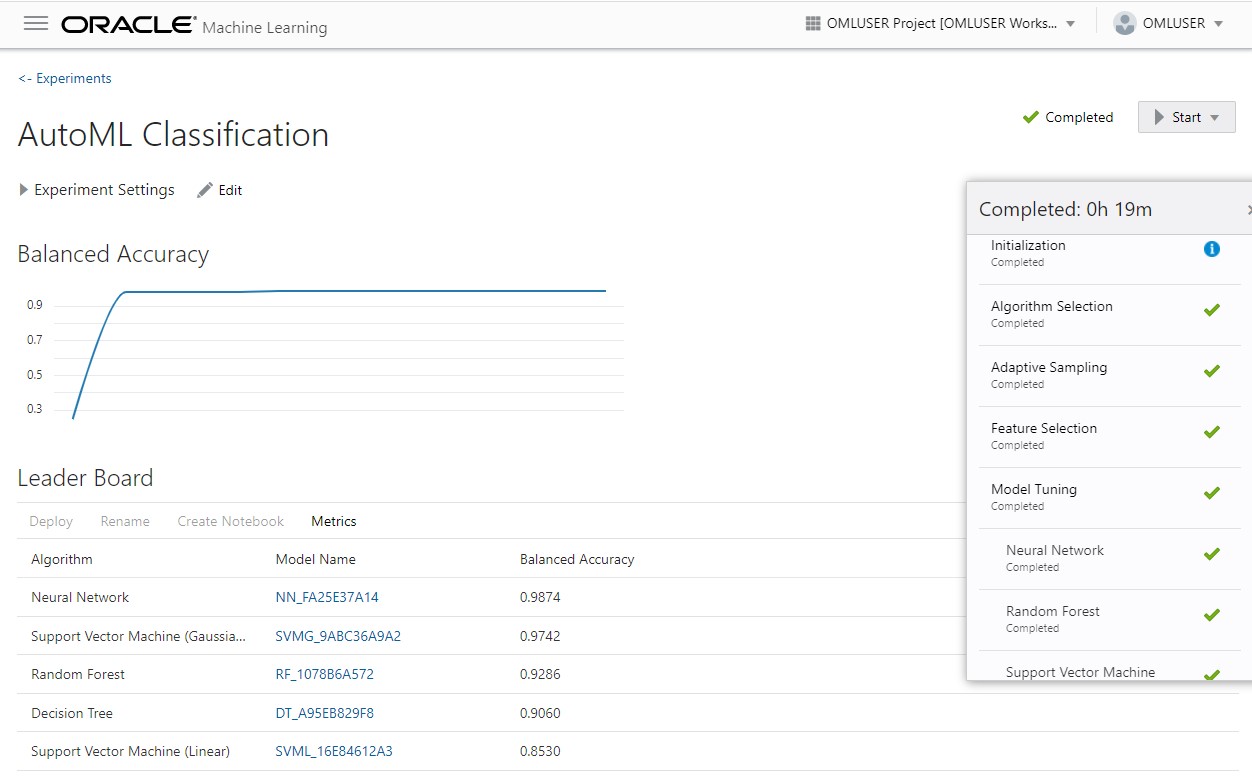 ORACLE Machine Learning
OMLUSER Project [OMLUSER Works...
OMLUSER
<- Experiments
AutoML Classification
Completed
Start
Experiment Settings
Edit
Balanced Accuracy
0.9
0.7
0.5
0.3
Completed: 0h 19m
Initialization
Completed
Algorithm Selection
Completed
Adaptive Sampling
Completed
Feature Selection
Completed
Model Tuning
Completed
Neural Network
Completed
Random Forest
Completed
Support Vector Machine
Leader Board
Deploy Rename Create Notebook Metrics
Algorithm Model Name Balanced Accuracy
Neural Network NN_FA25E37A14 0.9874
Support Vector Machine (Gaussia... SVMG_9ABC36A9A2 0.9742
Random Forest RF_1078B6A572 0.9286
Decision Tree DT_A95EB829F8 0.9060
Support Vector Machine (Linear) SVML_16E84612A3 0.8530